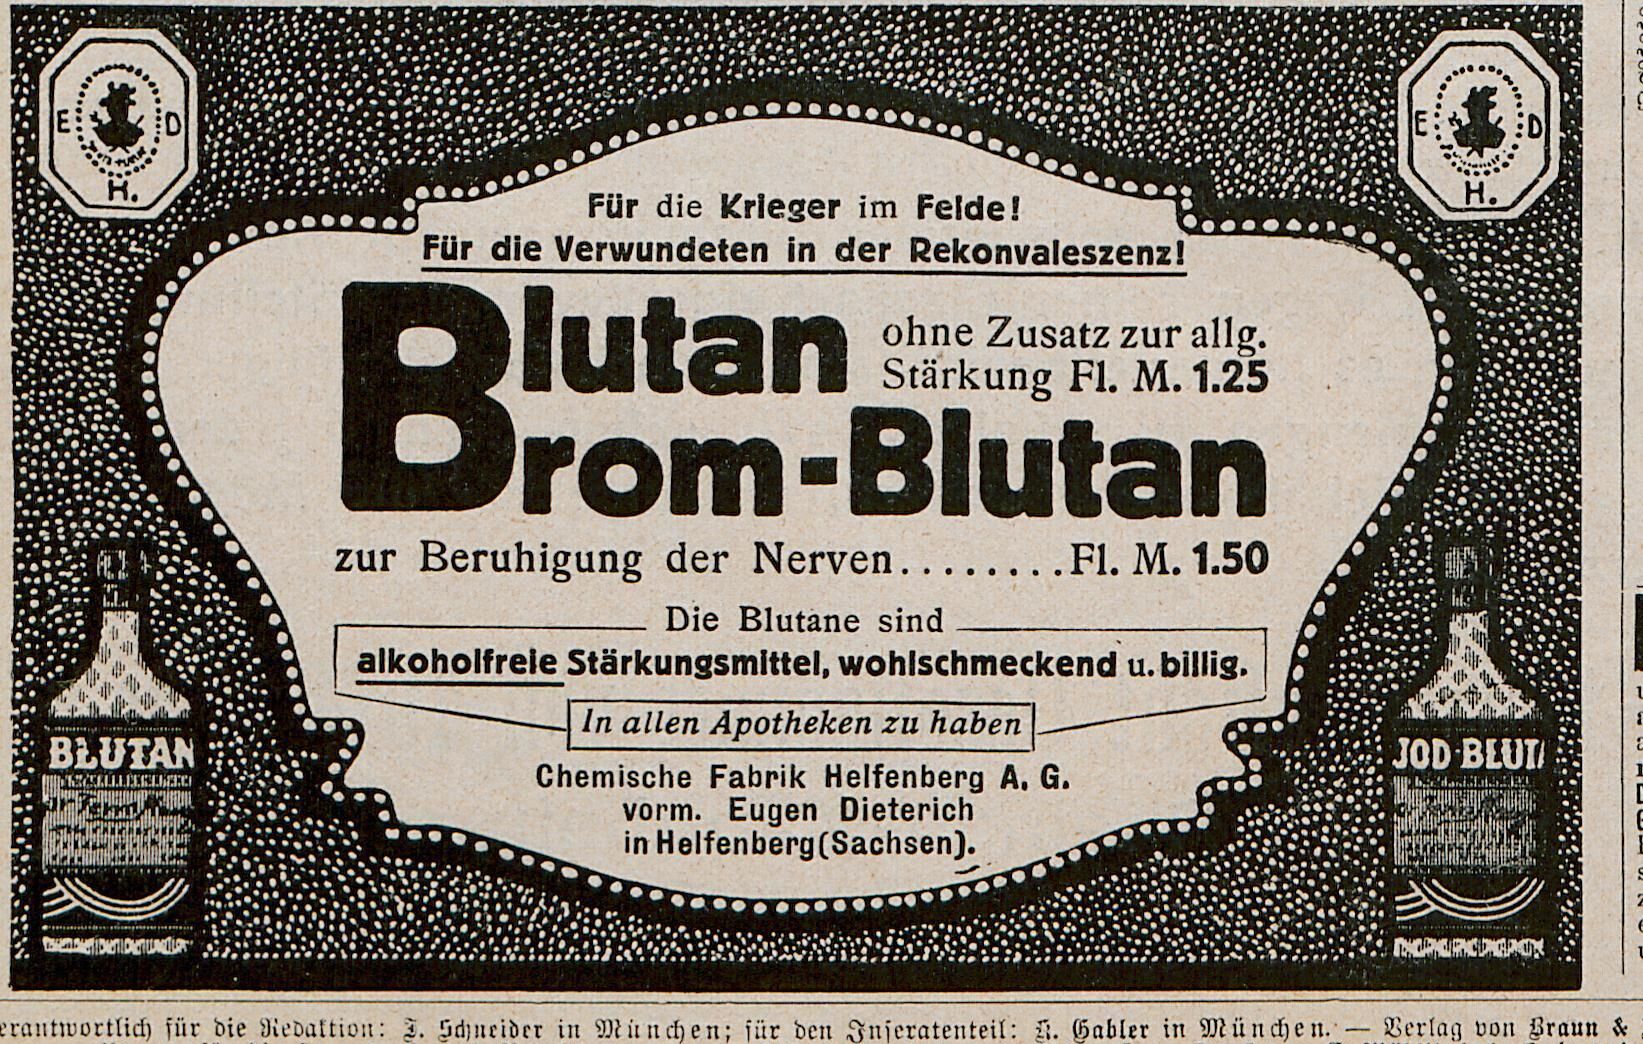 E D
H.
E D
H.
Für die Krieger im Felde!
Für die Verwundeten in der Rekonvaleszenz!
Blutan ohne Zusatz zur allg.
Stärkung Fl. M. 1.25
Brom-Blutan
zur Beruhigung der Nerven........Fl. M. 1.50
Die Blutane sind
alkoholfreie Stärkungsmittel, wohlschmeckend u. billig.
In allen Apotheken zu haben
Chemische Fabrik Helfenberg A. G.
vorm. Eugen Dieterich
in Helfenberg (Sachsen).
BLUTAN
JOD BLUTA
erantwortlich für die Redaktion: J. Schneider in München; für den Inseratenteil: K. Gabler in München. — Verlag von Braun &